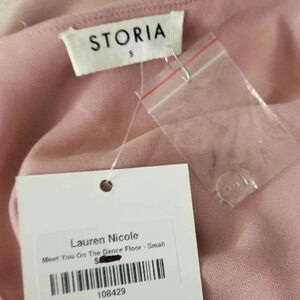 STORIA
S
Lauren Nicole
Meet You On The Dance Floor - Small
$
108429